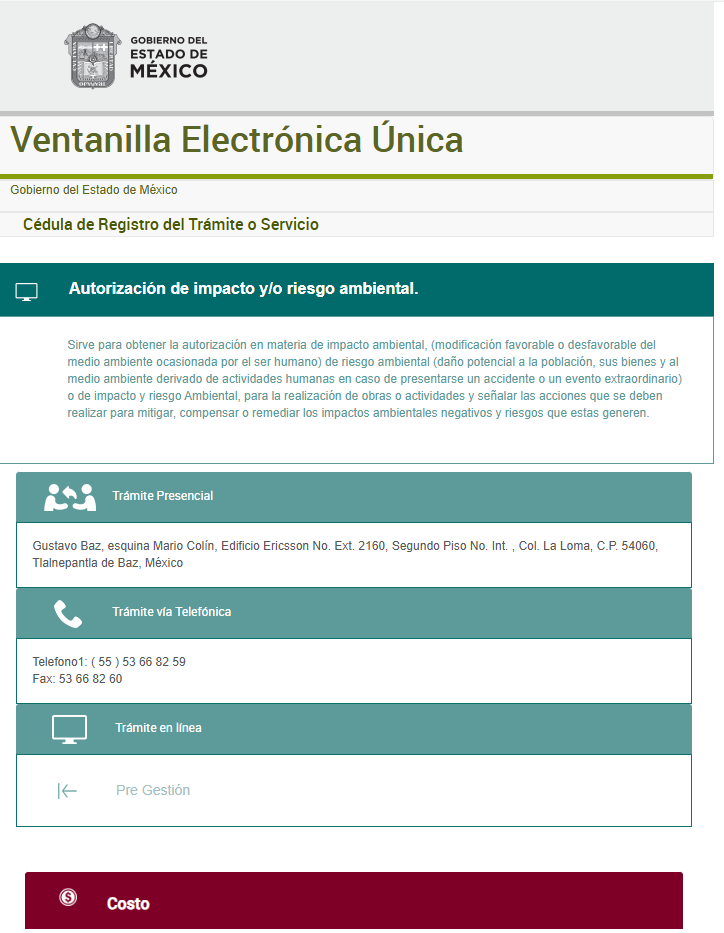 GOBIERNO DEL
ESTADO DE
MÉXICO
Ventanilla Electrónica Única
Gobierno del Estado de México
Cédula de Registro del Trámite o Servicio
Autorización de impacto y/o riesgo ambiental.
Sirve para obtener la autorización en materia de impacto ambiental, (modificación favorable o desfavorable del
medio ambiente ocasionada por el ser humano) de riesgo ambiental (daño potencial a la población, sus bienes y al
medio ambiente derivado de actividades humanas en caso de presentarse un accidente o un evento extraordinario)
o de impacto y riesgo Ambiental, para la realización de obras o actividades y señalar las acciones que se deben
realizar para mitigar, compensar o remediar los impactos ambientales negativos y riesgos que estas generen.
Trámite Presencial
Gustavo Baz, esquina Mario Colín, Edificio Ericsson No. Ext. 2160, Segundo Piso No. Int. , Col. La Loma, C.P. 54060,
Tlalnepantla de Baz, México
Trámite vía Telefónica
Telefono1: ( 55 ) 53 66 82 59
Fax: 53 66 82 60
Trámite en línea
Pre Gestión
Costo